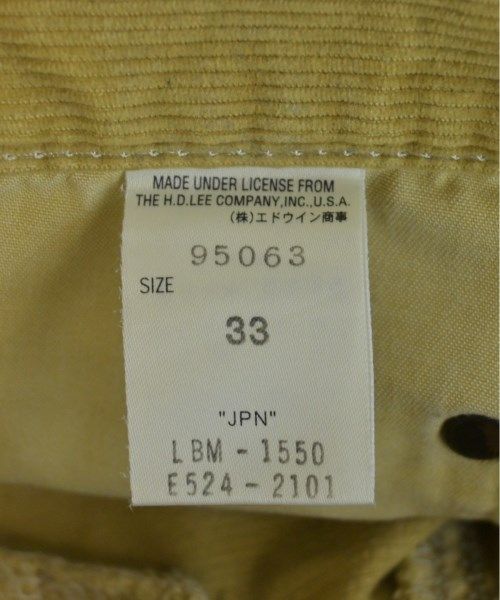 MADE UNDER LICENSE FROM
THE H.D.LEE COMPANY,INC.,U.S.A.
(株)エドウイン商事
95063
SIZE
33
"JPN"
LBM-1550
E524-2101